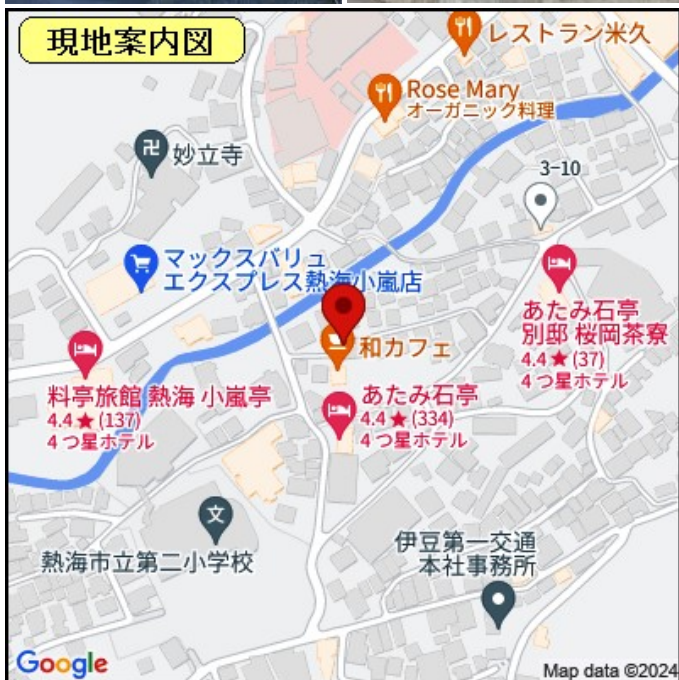 現地案内図
レストラン米久
Rose Mary
オーガニック料理
妙立寺
3-10
マックスバリュ
エクスプレス熱海小嵐店
あたみ石亭
別邸 桜岡茶寮
4.4★(37)
4つ星ホテル
和カフェ
料亭旅館 熱海 小嵐亭
4.4★(137)
4つ星ホテル
あたみ石亭
4.4★(334)
4つ星ホテル
文
熱海市立第二小学校
伊豆第一交通
本社事務所
Google
Map data ©2024